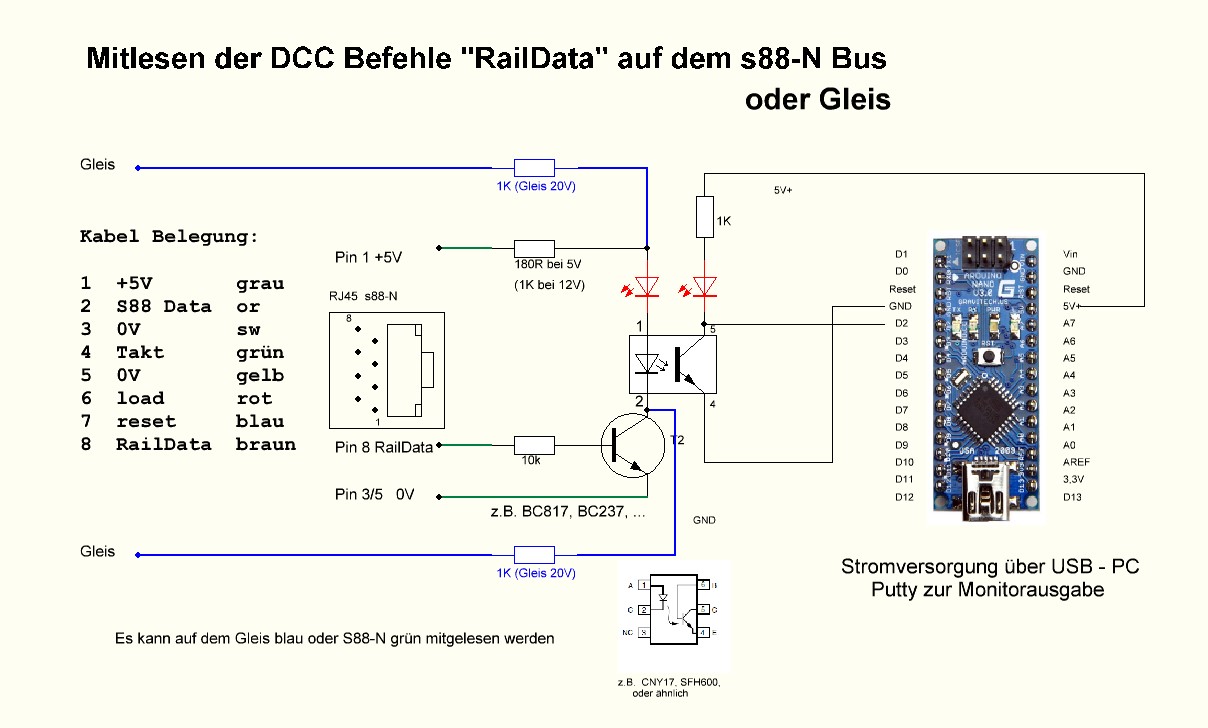 Mitlesen der DCC Befehle "RailData" auf dem s88-N Bus
oder Gleis
Gleis
1K (Gleis 20V)
5V+
1K
Kabel Belegung:
1 +5V grau
2 S88 Data or
3 0V sw
4 Takt grün
5 0V gelb
6 load rot
7 reset blau
8 RailData braun
Pin 1 +5V
180R bei 5V
(1K bei 12V)
RJ45 s88-N
8
1
1
5
2
4
Pin 8 RailData
10k
T2
Pin 3/5 0V
z.B. BC817, BC237, ...
GND
Gleis
1K (Gleis 20V)
D1
D0
Reset
GND
D2
D3
D4
D5
D6
D7
D8
D9
D10
D11
D12
ARDUINO
NANO
V3.0
GRAVITECH.US
RST
USA 2009
Vin
GND
Reset
5V+
A7
A6
A5
A4
A3
A2
A1
A0
AREF
3,3V
D13
Stromversorgung über USB - PC
Putty zur Monitorausgabe
A 1 6 B
C 2 5 C
NC 3 4 E
Es kann auf dem Gleis blau oder S88-N grün mitgelesen werden
z.B. CNY17, SFH600,
oder ähnlich